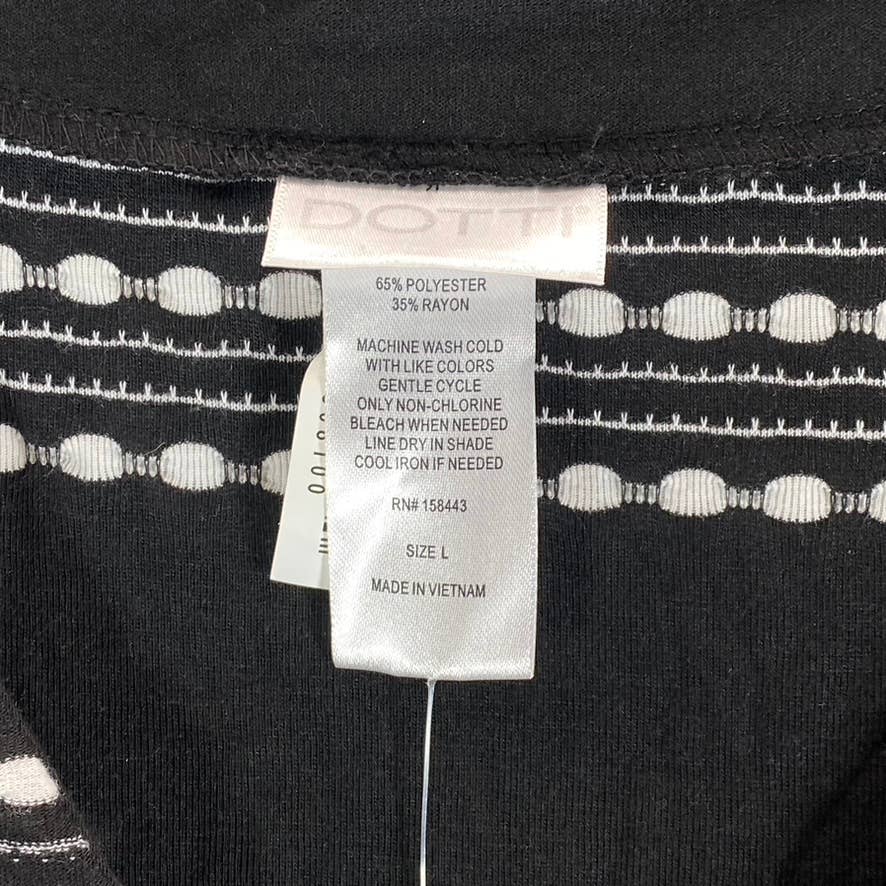 DOTTI
65% POLYESTER
35% RAYON
MACHINE WASH COLD
WITH LIKE COLORS
GENTLE CYCLE
ONLY NON-CHLORINE
BLEACH WHEN NEEDED
LINE DRY IN SHADE
COOL IRON IF NEEDED
RN# 158443
SIZE L
MADE IN VIETNAM